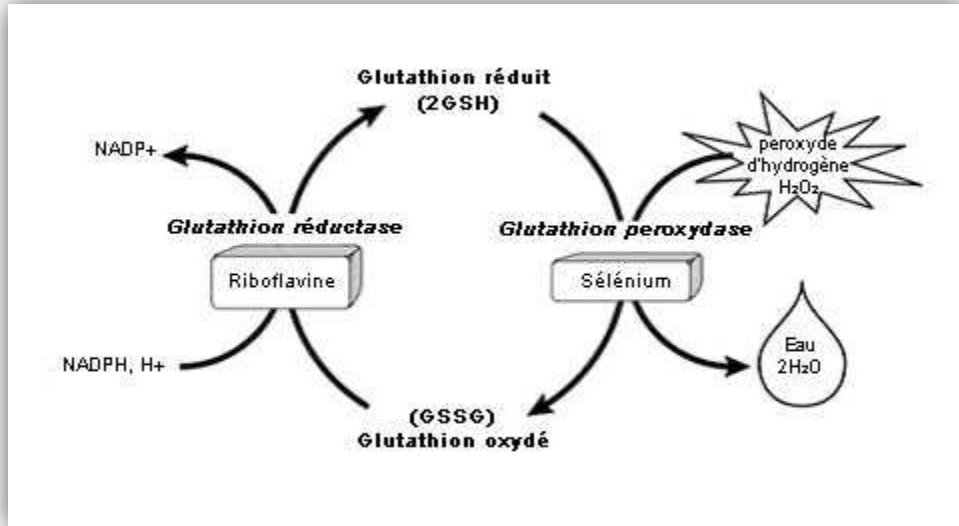 Glutathion réduit
(2GSH)
NADP+
peroxyde
d'hydrogène
H₂O₂
Glutathion réductase
Glutathion peroxydase
Riboflavine
Sélénium
NADPH, H+
Eau
2H₂O
(GSSG)
Glutathion oxydé